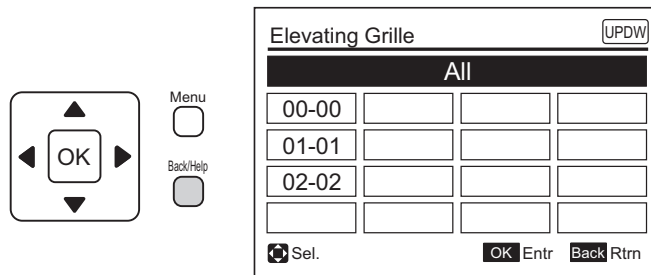 Menu
OK
Back/Help
Elevating Grille UPDW
All
00-00
01-01
02-02
Sel. OK Entr Back Rtrn